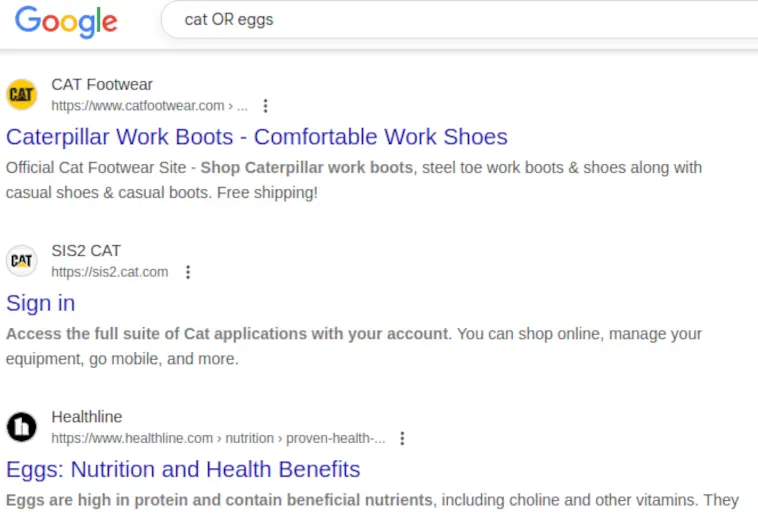 Google
cat OR eggs
CAT
CAT Footwear
https://www.catfootwear.com › ...
Caterpillar Work Boots - Comfortable Work Shoes
Official Cat Footwear Site - Shop Caterpillar work boots, steel toe work boots & shoes along with
casual shoes & casual boots. Free shipping!
CAT
SIS2 CAT
https://sis2.cat.com
Sign in
Access the full suite of Cat applications with your account. You can shop online, manage your
equipment, go mobile, and more.
h
Healthline
https://www.healthline.com › nutrition › proven-health-...
Eggs: Nutrition and Health Benefits
Eggs are high in protein and contain beneficial nutrients, including choline and other vitamins. They